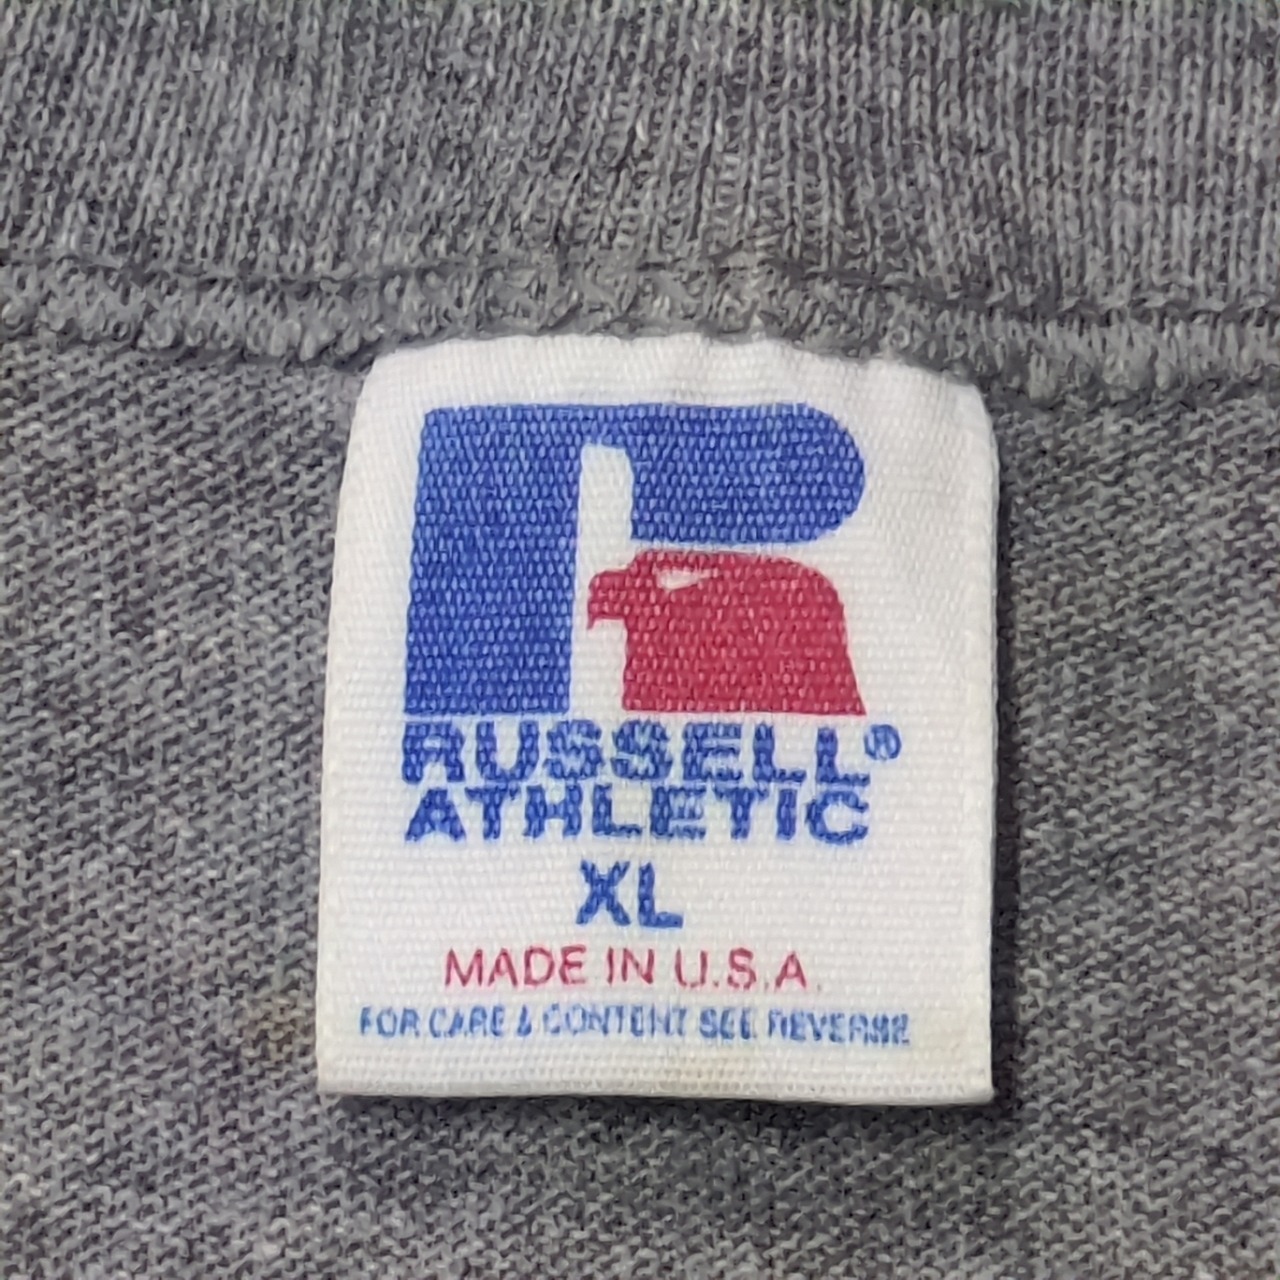 RUSSELL®
ATHLETIC
XL
MADE IN U.S.A.
FOR CARE & CONTENT SEE REVERSE